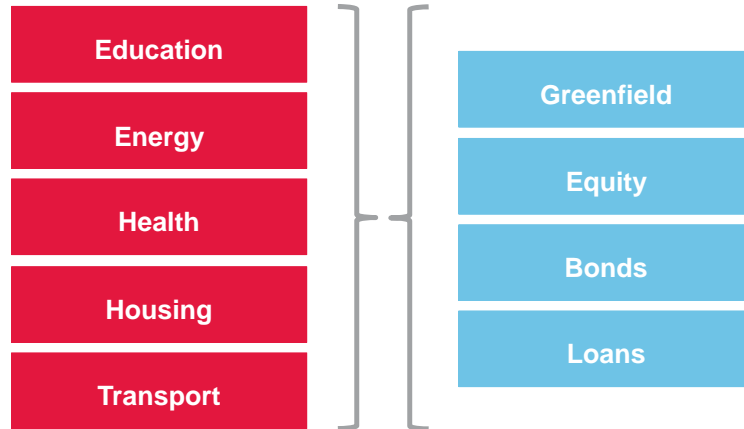 Education
Energy
Health
Housing
Transport
Greenfield
Equity
Bonds
Loans